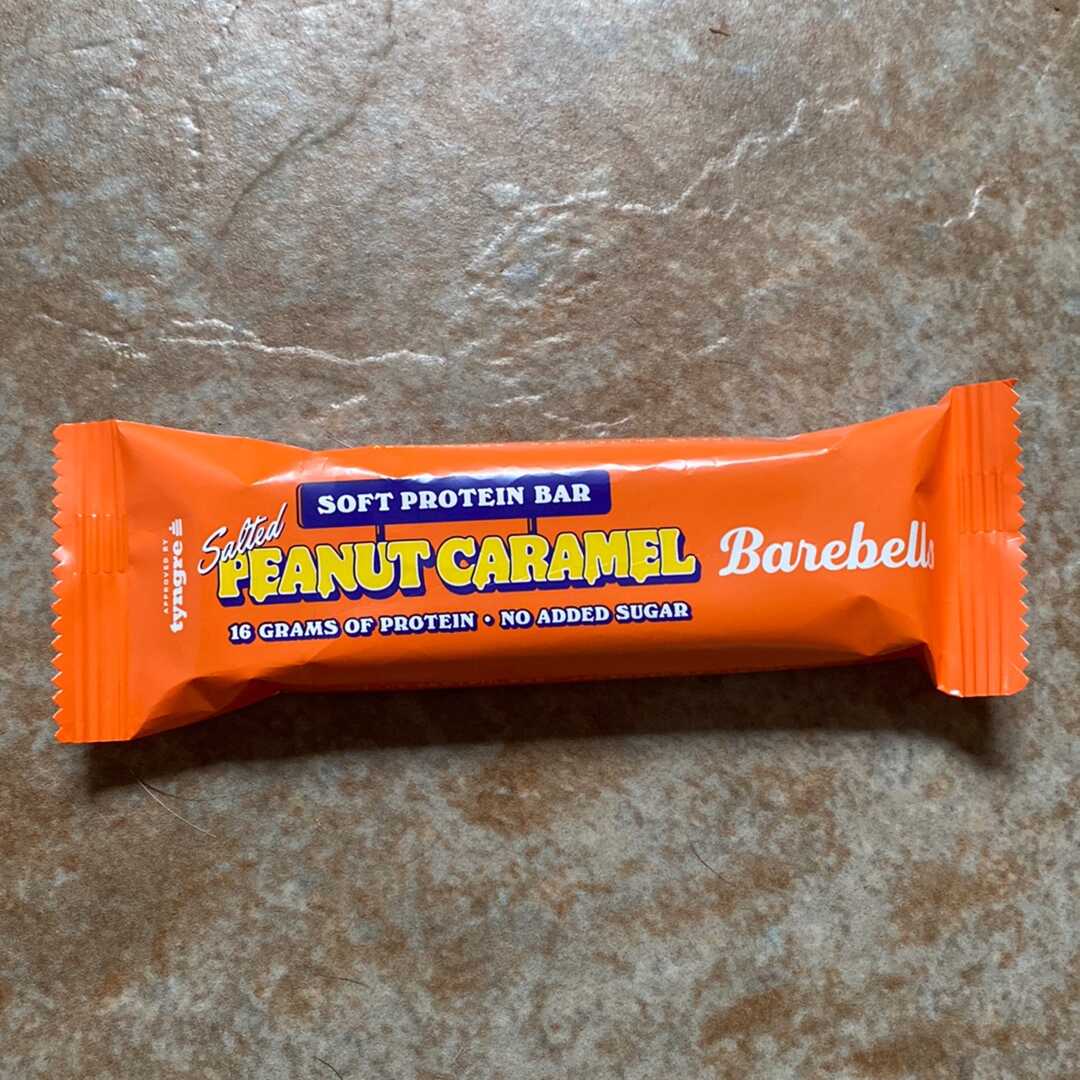 APPROVED BY
tyngre
SOFT PROTEIN BAR
Salted
PEANUT CARAMEL
16 GRAMS OF PROTEIN • NO ADDED SUGAR
Barebells